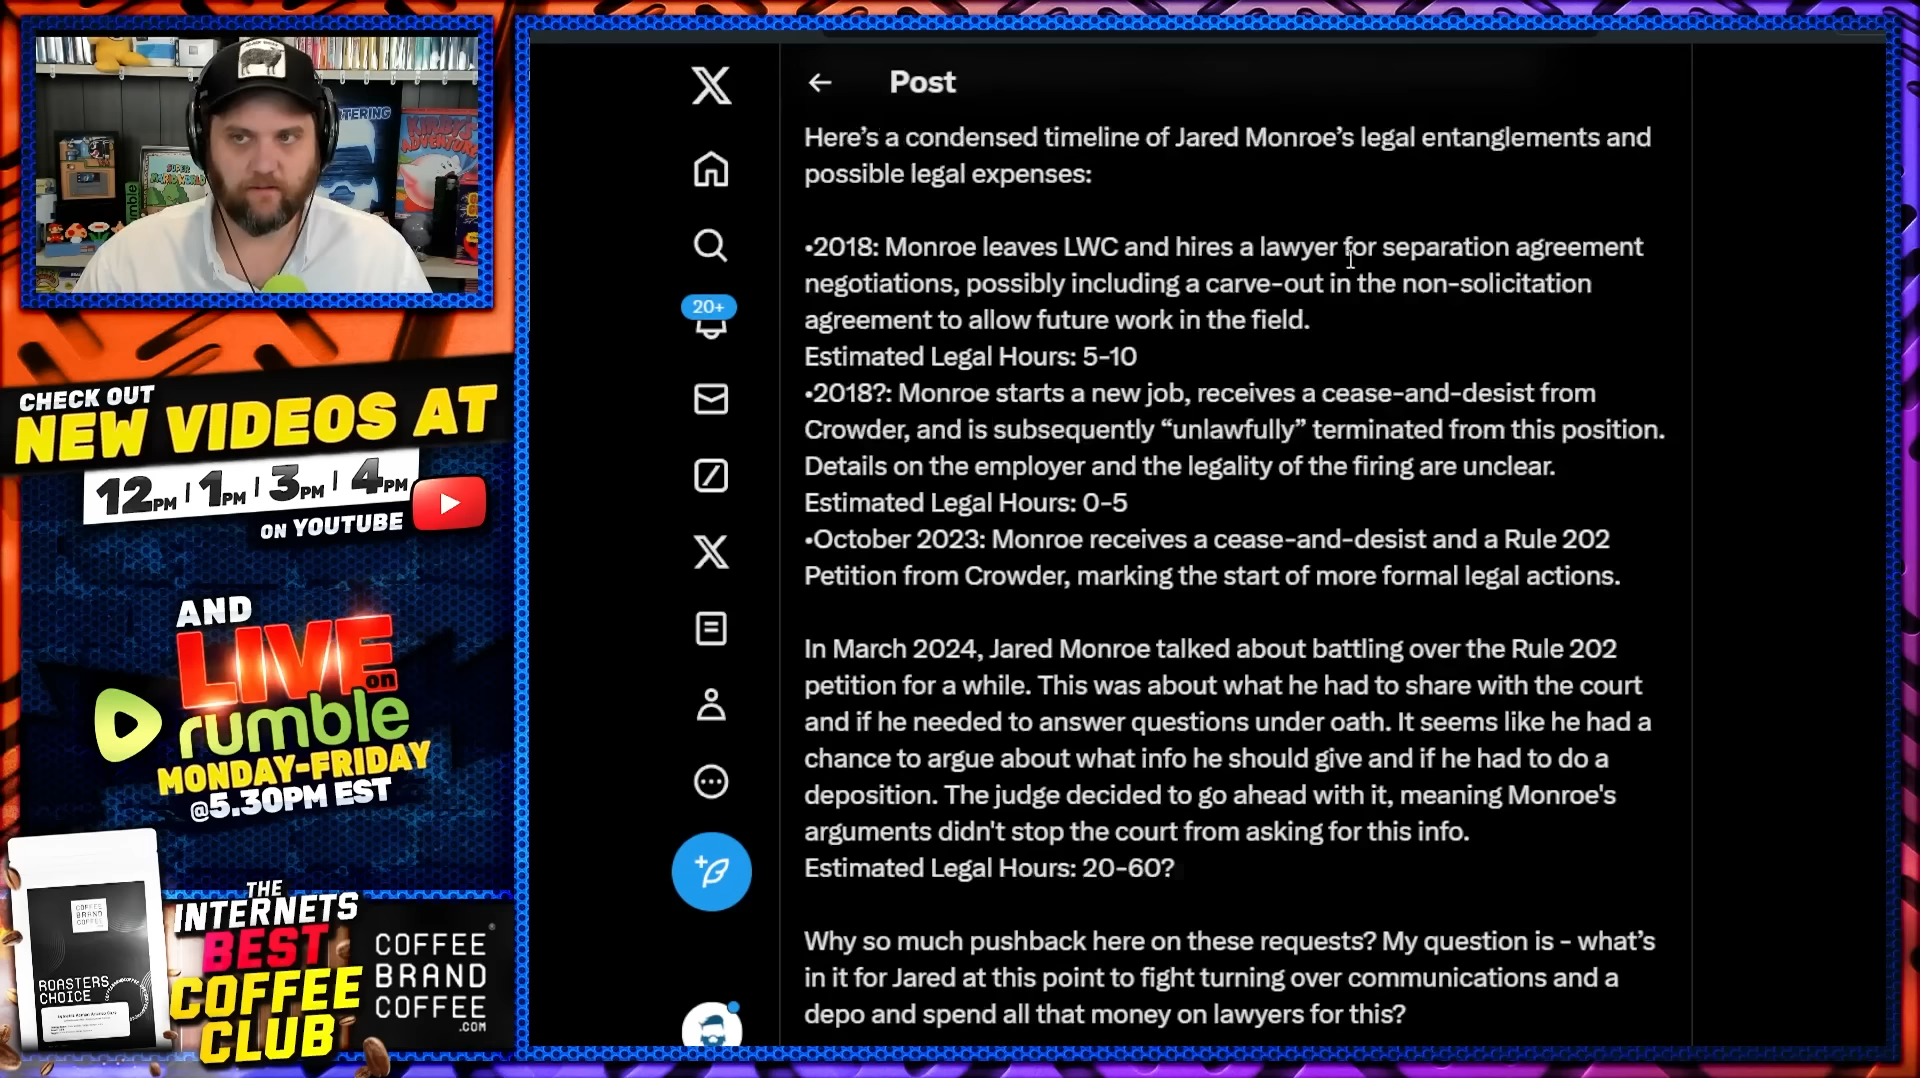 Post
Here’s a condensed timeline of Jared Monroe’s legal entanglements and
possible legal expenses:
•2018: Monroe leaves LWC and hires a lawyer for separation agreement
negotiations, possibly including a carve-out in the non-solicitation
agreement to allow future work in the field.
Estimated Legal Hours: 5-10
•2018?: Monroe starts a new job, receives a cease-and-desist from
Crowder, and is subsequently “unlawfully” terminated from this position.
Details on the employer and the legality of the firing are unclear.
Estimated Legal Hours: 0-5
•October 2023: Monroe receives a cease-and-desist and a Rule 202
Petition from Crowder, marking the start of more formal legal actions.
In March 2024, Jared Monroe talked about battling over the Rule 202
petition for a while. This was about what he had to share with the court
and if he needed to answer questions under oath. It seems like he had a
chance to argue about what info he should give and if he had to do a
deposition. The judge decided to go ahead with it, meaning Monroe's
arguments didn't stop the court from asking for this info.
Estimated Legal Hours: 20-60?
Why so much pushback here on these requests? My question is - what’s
in it for Jared at this point to fight turning over communications and a
depo and spend all that money on lawyers for this?
20+
TERING
KIRBY'S
ADVENTURE
SUPER
MARIO WORLD
CHECK OUT
NEW VIDEOS AT
12PM | 1PM | 3PM | 4PM
ON YOUTUBE
AND
LIVE on
rumble
MONDAY-FRIDAY
@5.30PM EST
THE
INTERNETS
BEST
COFFEE
CLUB
COFFEE
BRAND
COFFEE
.COM
COFFEE
BRAND
COFFEE
ROASTERS
CHOICE